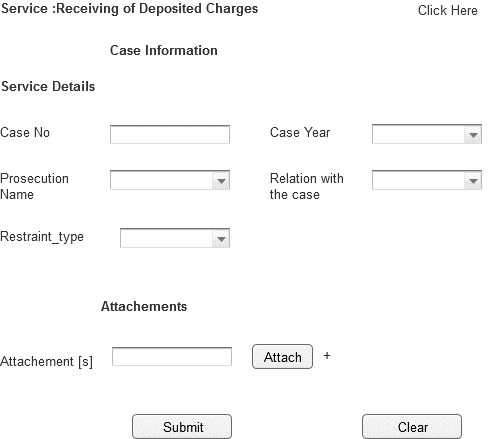 Service :Receiving of Deposited Charges Click Here
Case Information
Service Details
Case No Case Year
Prosecution Name Relation with the case
Restraint_type
Attachements
Attachement [s] Attach +
Submit Clear